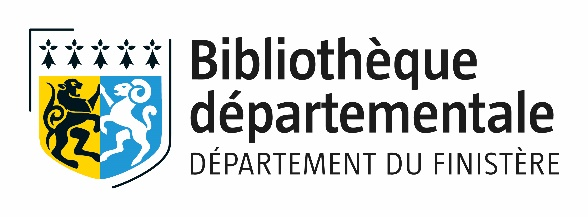 Bibliothèque
départementale
DÉPARTEMENT DU FINISTÈRE